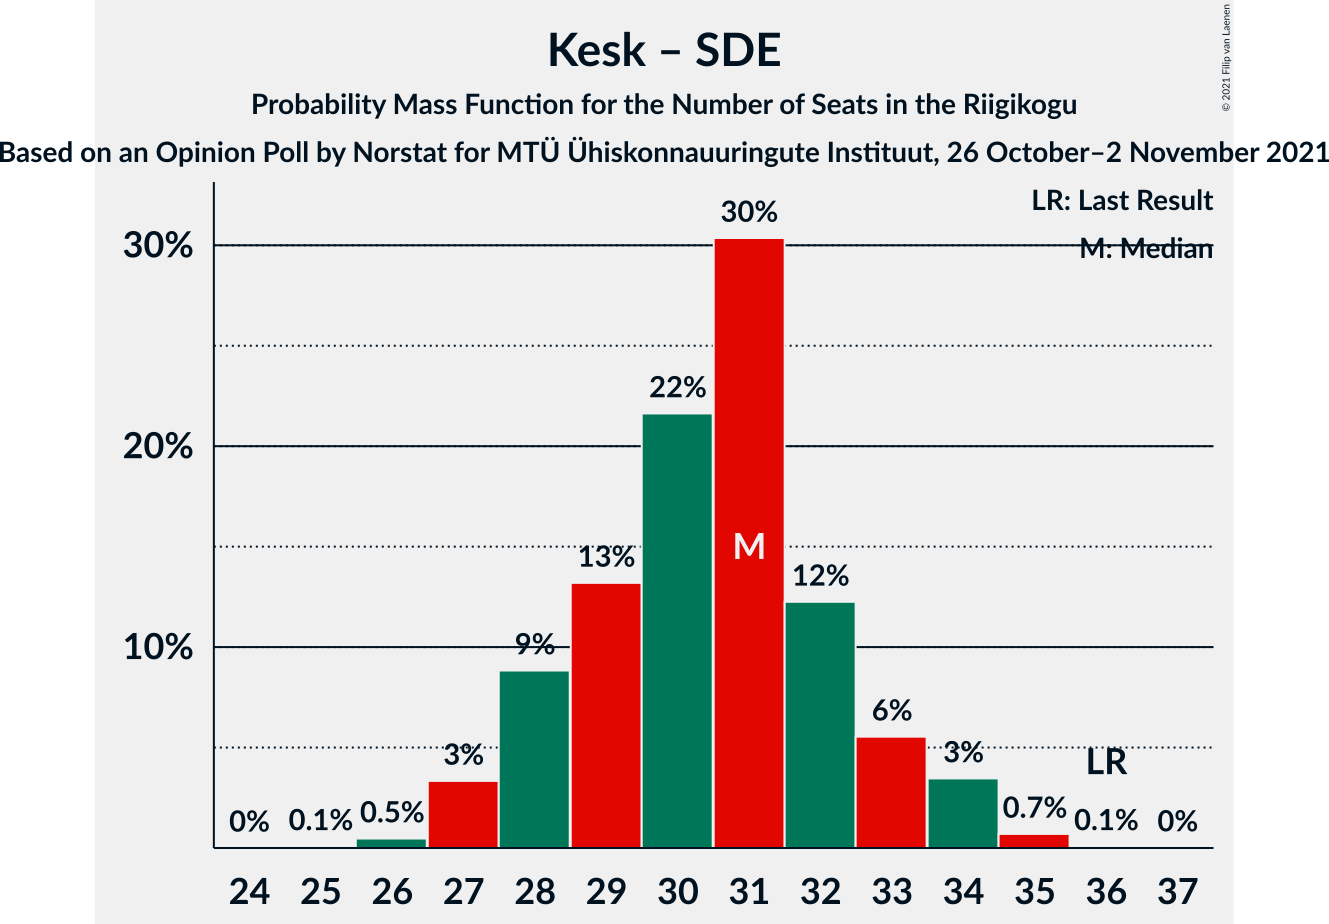 Kesk – SDE
Probability Mass Function for the Number of Seats in the Riigikogu
Based on an Opinion Poll by Norstat for MTÜ Ühiskonnauuringute Instituut, 26 October–2 November 2021
© 2021 Filip van Laenen
LR: Last Result
M: Median
30%
20%
10%
0%
0.1%
0.5%
3%
9%
13%
22%
30%
M
12%
6%
3%
0.7%
LR
0.1%
0%
24 25 26 27 28 29 30 31 32 33 34 35 36 37